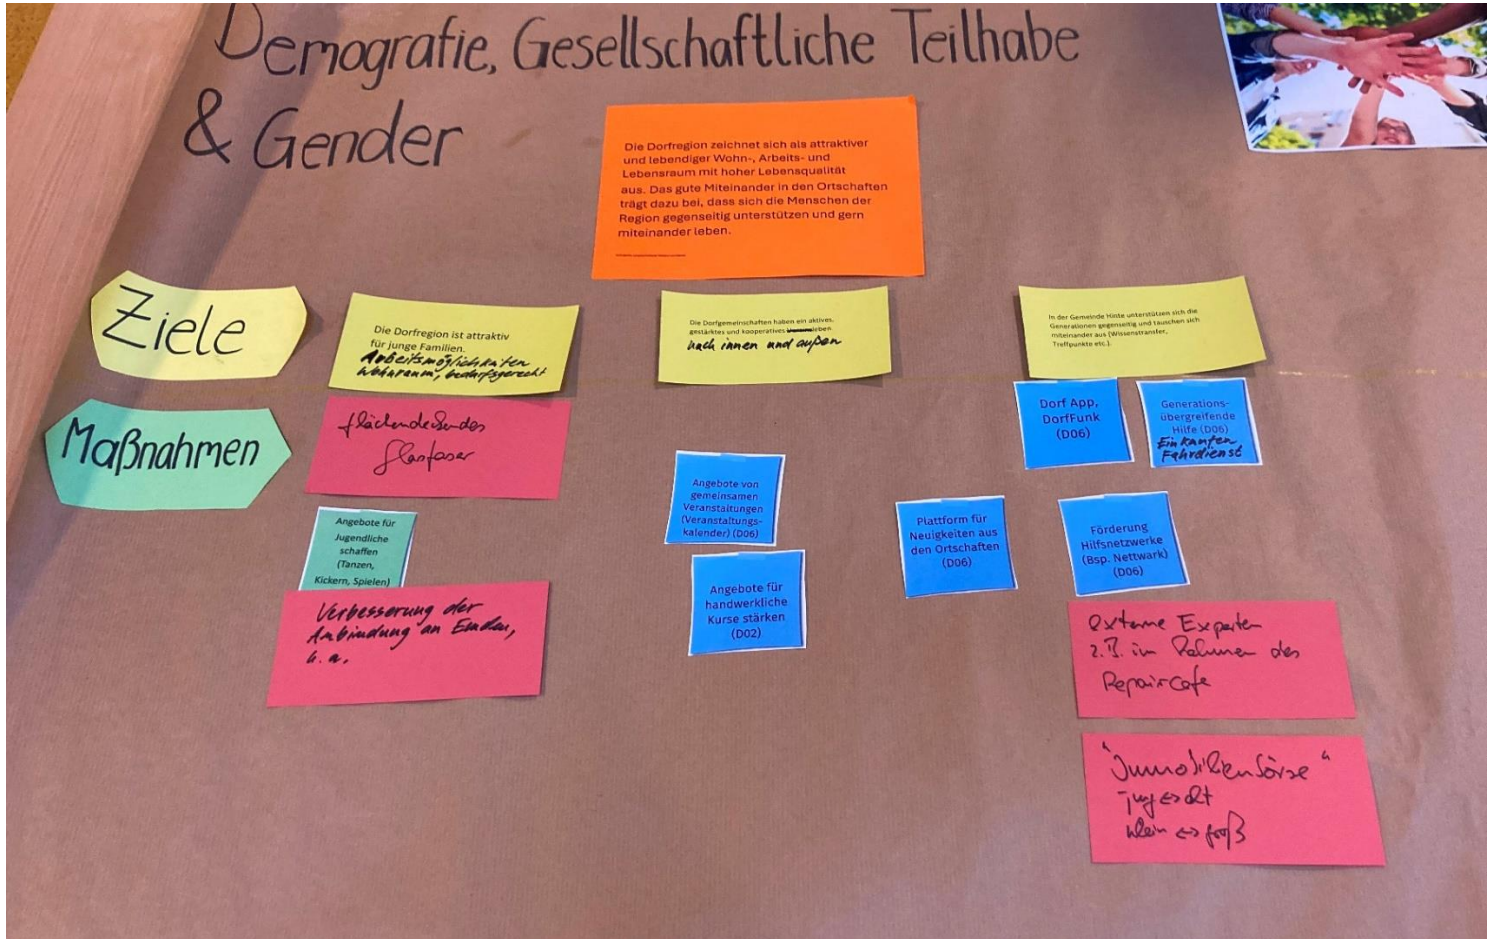 Demografie, Gesellschaftliche Teilhabe
& Gender
Die Dorfregion zeichnet sich als attraktiver
und lebendiger Wohn-, Arbeits- und
Lebensraum mit hoher Lebensqualität
aus. Das gute Miteinander in den Ortschaften
trägt dazu bei, dass sich die Menschen der
Region gegenseitig unterstützen und gern
miteinander leben.
Ziele
Die Dorfregion ist attraktiv
für junge Familien.
Arbeitsmöglichkeiten
Wohnraum, bedarfsgerecht
Die Dorfgemeinschaften haben ein aktives,
gestärktes und kooperatives leben
nach innen und außen
In der Gemeinde Hinte unterstützen sich die
Generationen gegenseitig und tauschen sich
miteinander aus (Wissenstransfer,
Treffpunkte etc.).
Maßnahmen
flächendeckendes
Glasfaser
Angebote für
Jugendliche
schaffen
(Tanzen,
Kickern, Spielen)
Verbesserung der
Anbindung an Emden,
u. a.
Angebote von
gemeinsamen
Veranstaltungen
(Veranstaltungs-
kalender) (D06)
Angebote für
handwerkliche
Kurse stärken
(D02)
Plattform für
Neuigkeiten aus
den Ortschaften
(D06)
Dorf App,
DorfFunk
(D06)
Generations-
übergreifende
Hilfe (D06)
Einkaufen
Fahrdienst
Förderung
Hilfsnetzwerke
(Bsp. Nettwark)
(D06)
externe Experten
z.B. im Rahmen des
RepairCafe
"Immobilienbörse"
jung <-> alt
klein <-> groß